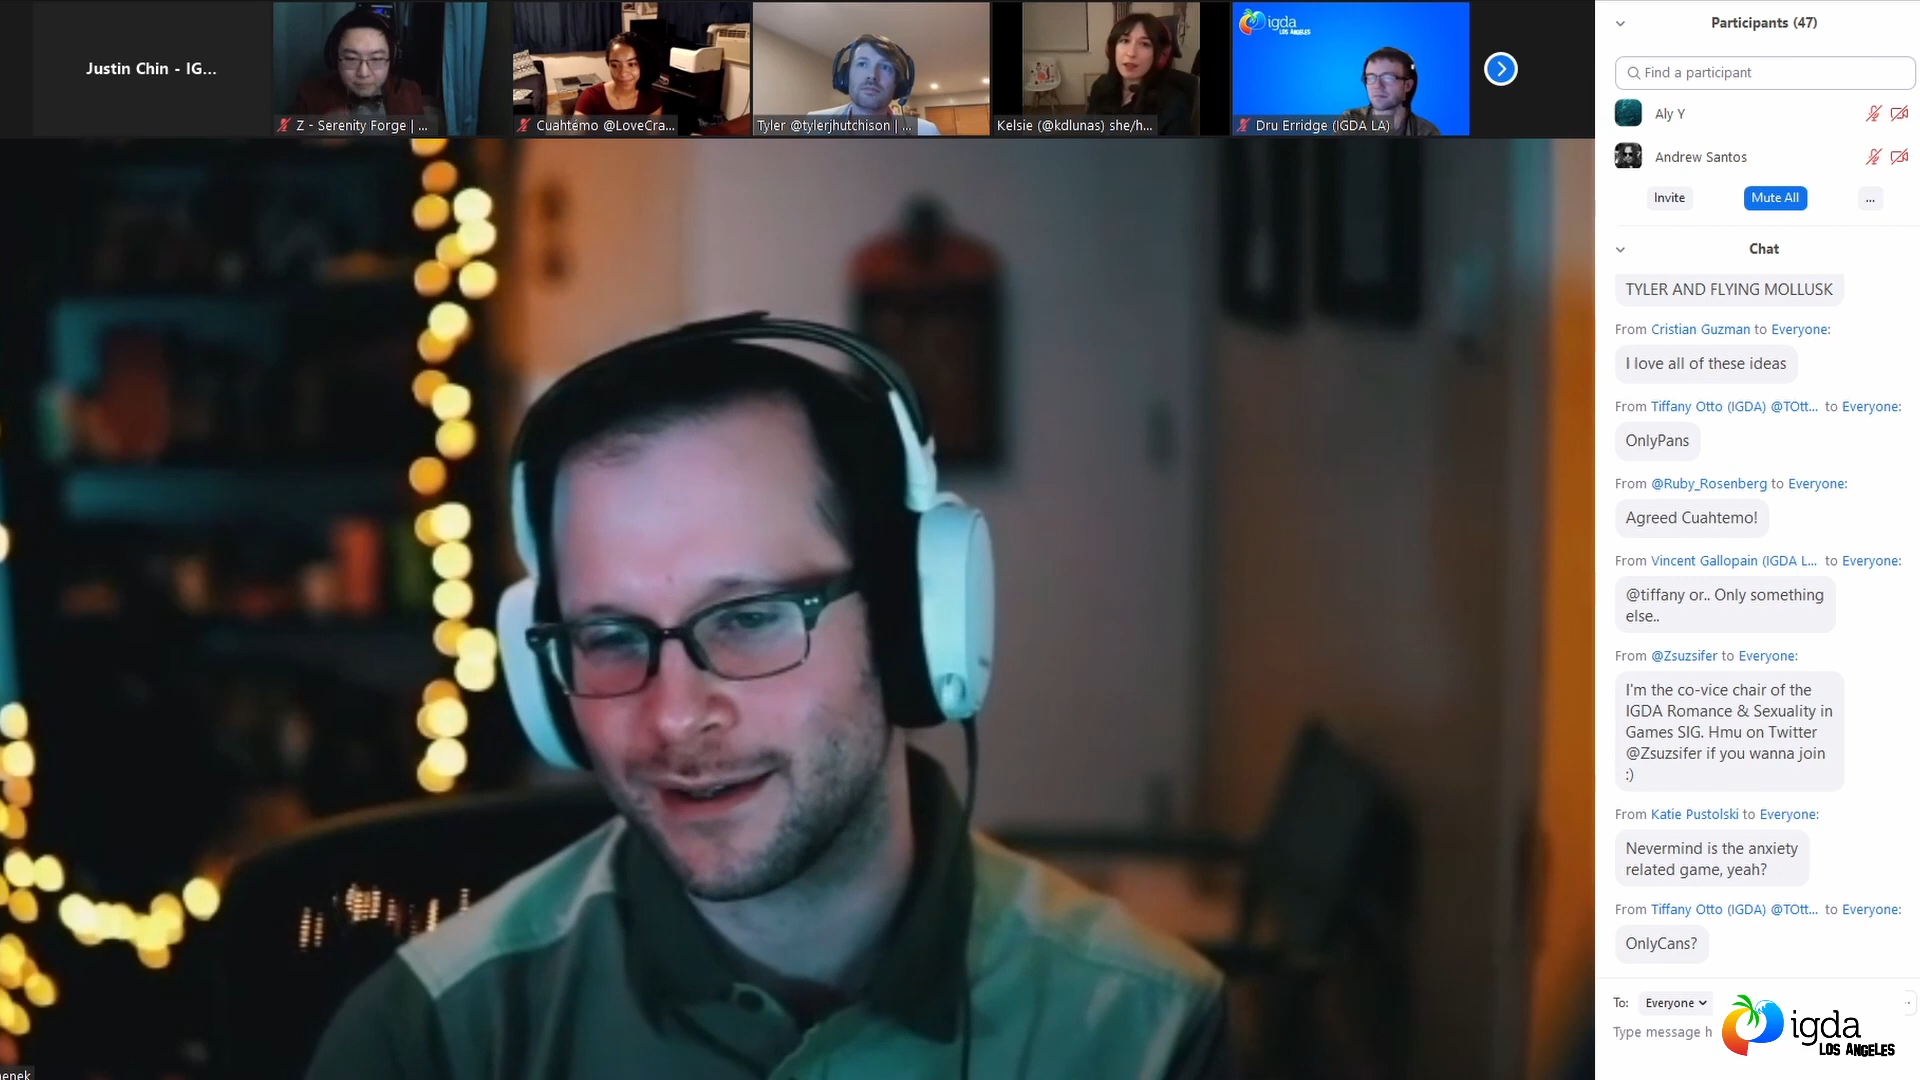 Justin Chin - IG...
Z - Serenity Forge | ...
Cuahtémo @LoveCra...
Tyler @tylerjhutchison | ...
Kelsie (@kdlunas) she/h...
igda
LOS ANGELES
Dru Erridge (IGDA LA)
Participants (47)
Find a participant
Aly Y
Andrew Santos
Invite
Mute All
...
Chat
TYLER AND FLYING MOLLUSK
From Cristian Guzman to Everyone:
I love all of these ideas
From Tiffany Otto (IGDA) @TOtt... to Everyone:
OnlyPans
From @Ruby_Rosenberg to Everyone:
Agreed Cuahtemo!
From Vincent Gallopain (IGDA L... to Everyone:
@tiffany or.. Only something
else..
From @Zsuzsifer to Everyone:
I'm the co-vice chair of the
IGDA Romance & Sexuality in
Games SIG. Hmu on Twitter
@Zsuzsifer if you wanna join
:)
From Katie Pustolski to Everyone:
Nevermind is the anxiety
related game, yeah?
From Tiffany Otto (IGDA) @TOtt... to Everyone:
OnlyCans?
To: Everyone
Type message h
igda
LOS ANGELES
enek